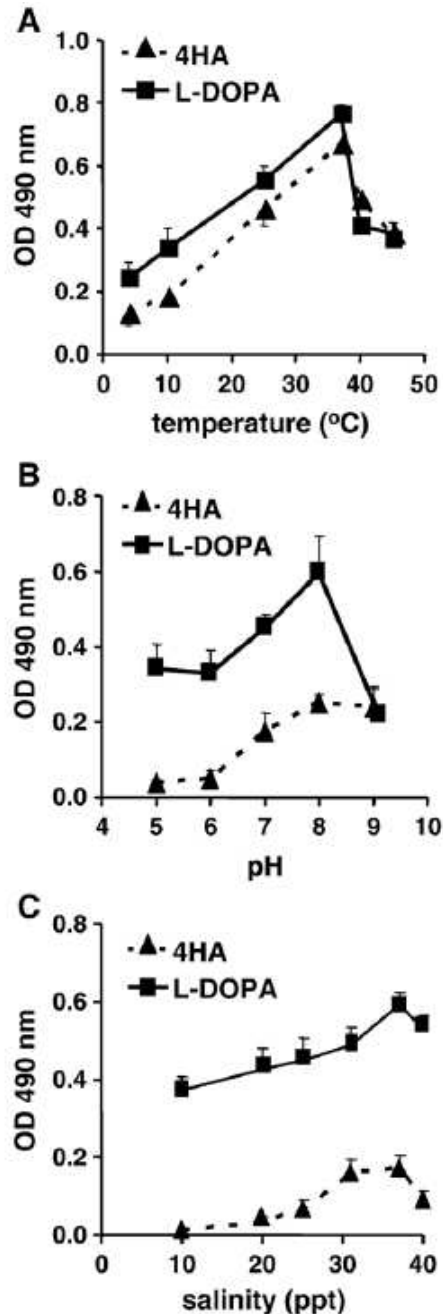 A
4HA
L-DOPA
OD 490 nm
1.0
0.8
0.6
0.4
0.2
0.0
0 10 20 30 40 50
temperature (ºC)
B
4HA
L-DOPA
OD 490 nm
0.8
0.6
0.4
0.2
0.0
4 5 6 7 8 9 10
pH
C
4HA
L-DOPA
OD 490 nm
0.8
0.6
0.4
0.2
0.0
0 10 20 30 40
salinity (ppt)